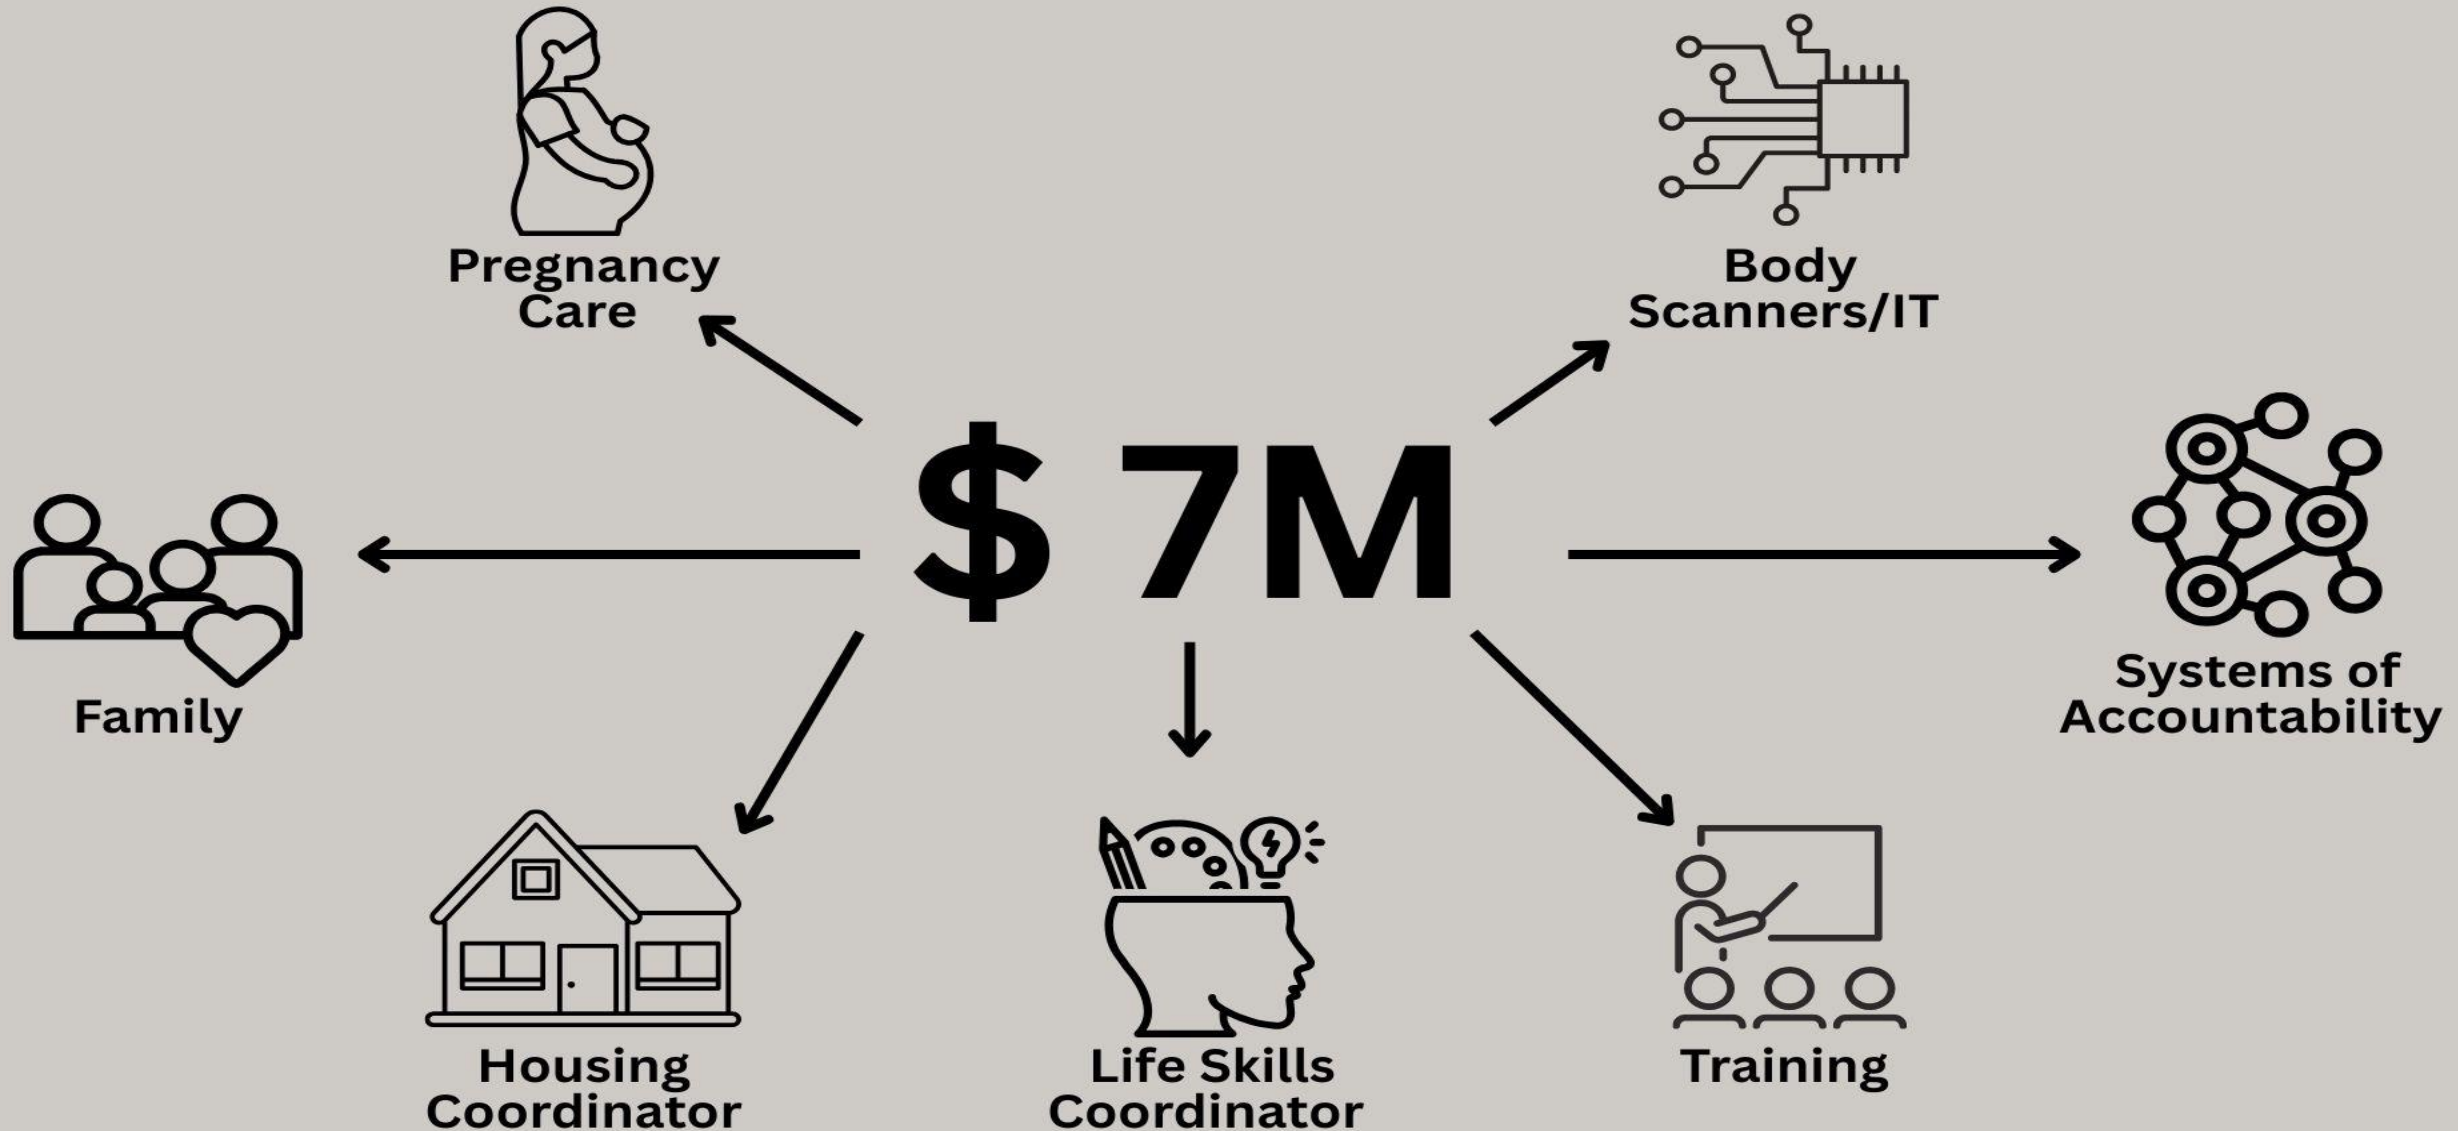 Pregnancy
Care
Body
Scanners/IT
$ 7M
Family
Systems of
Accountability
Housing
Coordinator
Life Skills
Coordinator
Training